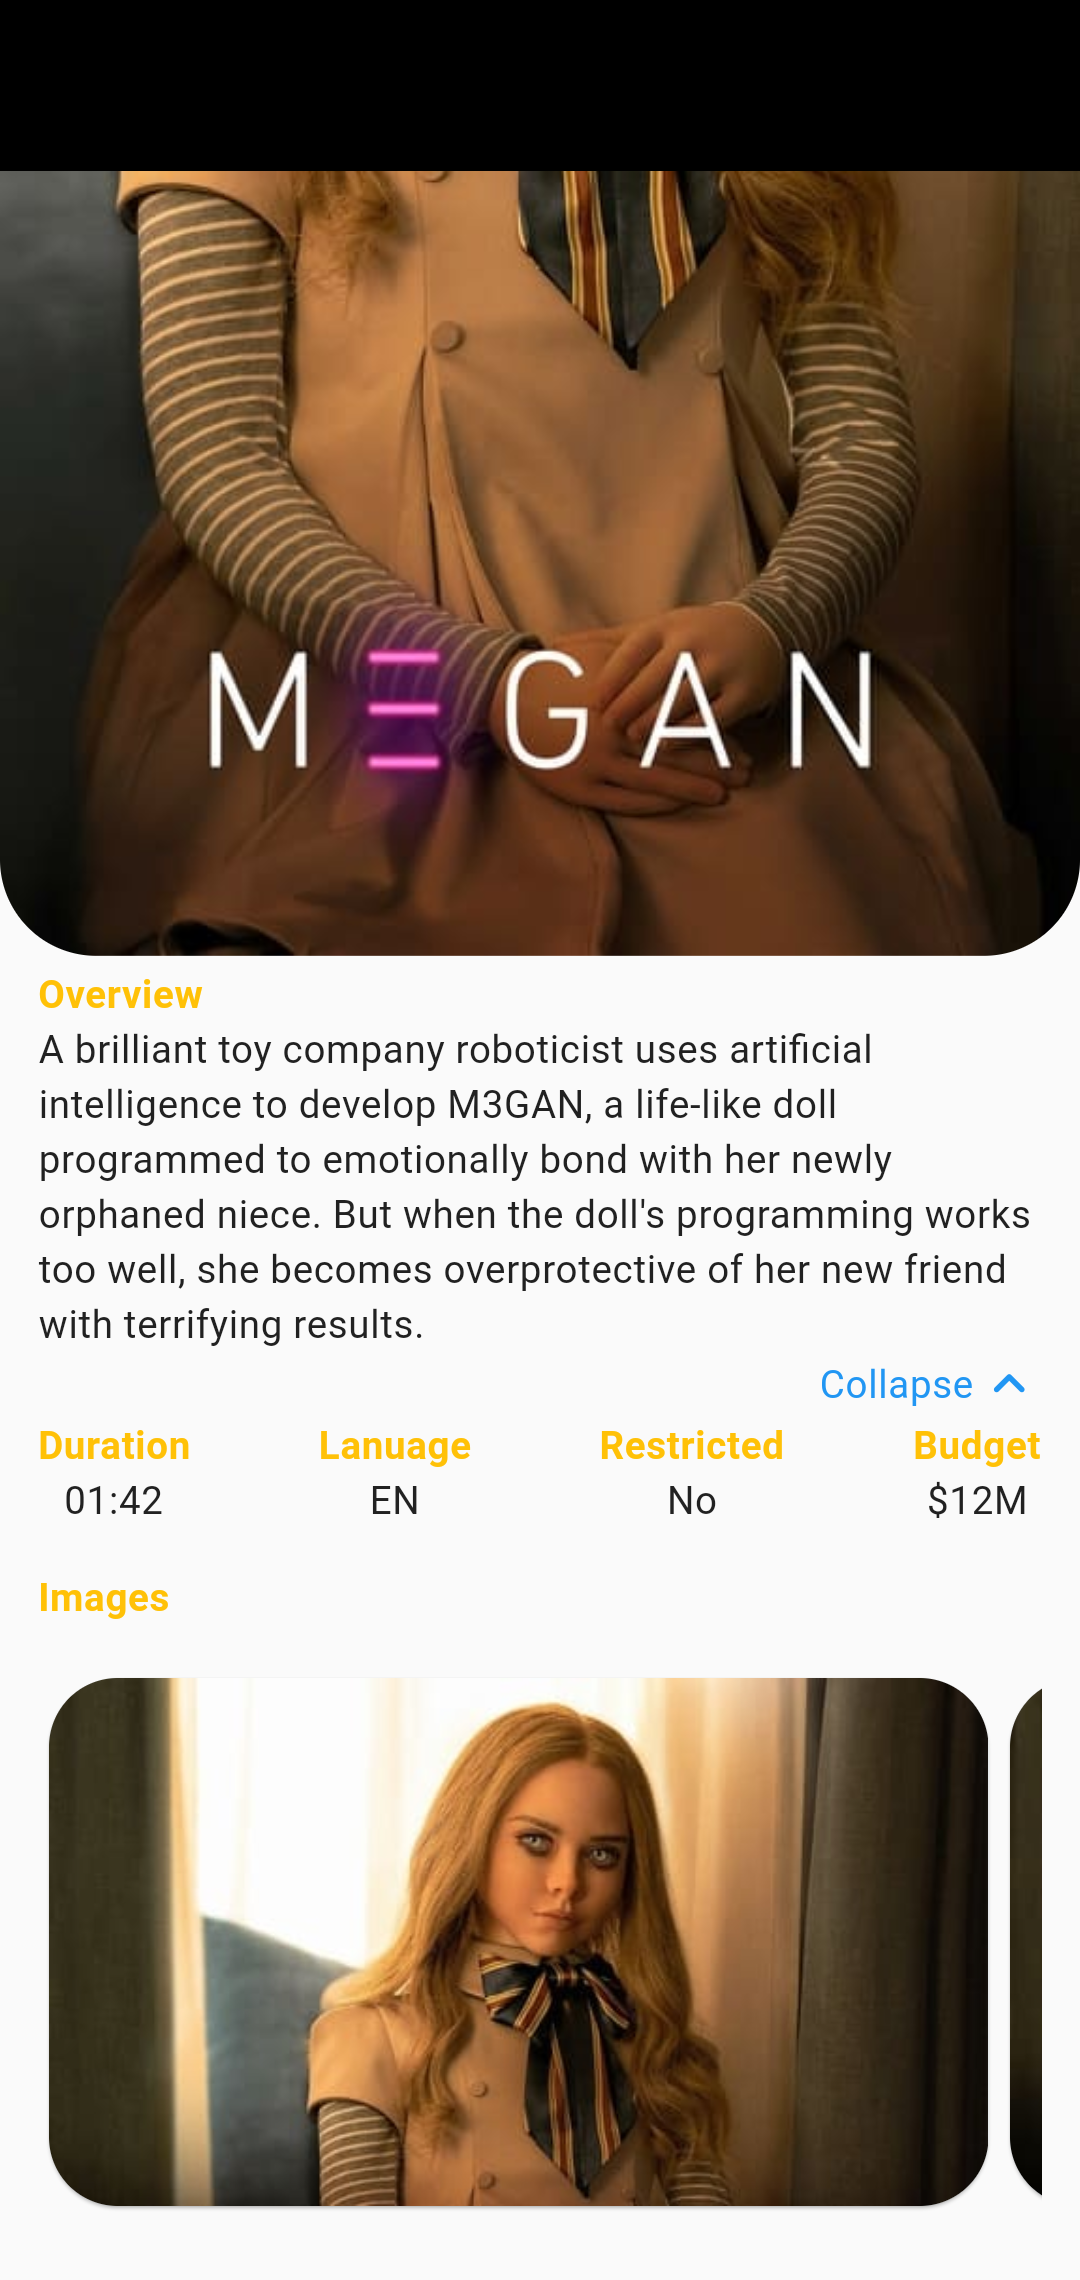 M3GAN
Overview
A brilliant toy company roboticist uses artificial
intelligence to develop M3GAN, a life-like doll
programmed to emotionally bond with her newly
orphaned niece. But when the doll's programming works
too well, she becomes overprotective of her new friend
with terrifying results.
Collapse
Duration Lanuage Restricted Budget
01:42 EN No $12M
Images